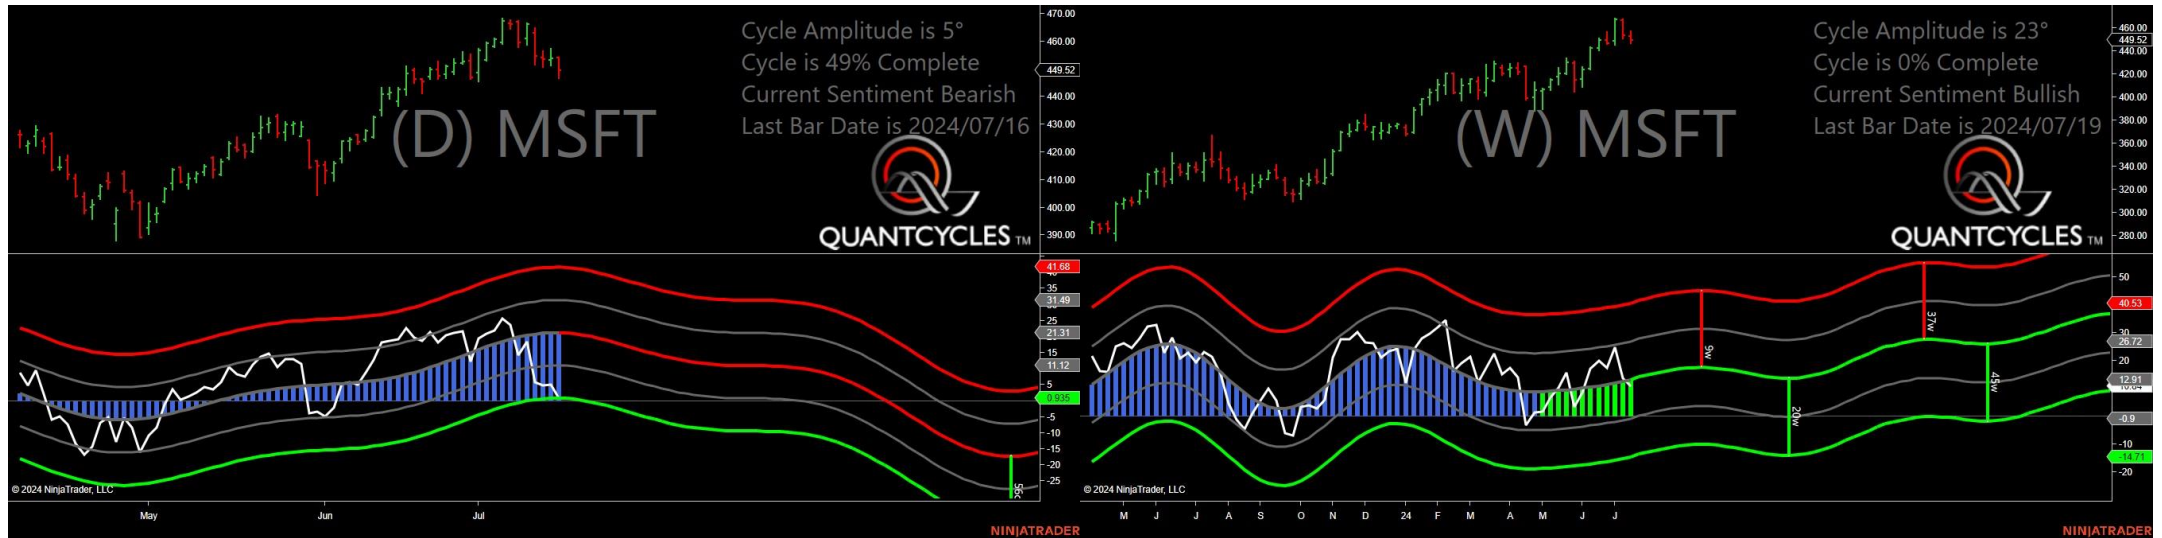 Cycle Amplitude is 5°
Cycle is 49% Complete
Current Sentiment Bearish
Last Bar Date is 2024/07/16
(D) MSFT
QUANTCYCLES TM
470.00
460.00
449.52
440.00
430.00
420.00
410.00
400.00
390.00
41.68
35
31.49
25
21.31
15
11.12
5
0.935
-5
-10
-15
-20
-25
© 2024 NinjaTrader, LLC
May
Jun
Jul
NINJATRADER
Cycle Amplitude is 23°
Cycle is 0% Complete
Current Sentiment Bullish
Last Bar Date is 2024/07/19
(W) MSFT
QUANTCYCLES TM
460.00
449.52
440.00
420.00
400.00
380.00
360.00
340.00
320.00
300.00
280.00
50
40.53
30
26.72
20
12.91
-0.9
-10
-14.71
-20
9w
20w
37w
45w
© 2024 NinjaTrader, LLC
M J J A S O N D 24 F M A M J J
NINJATRADER